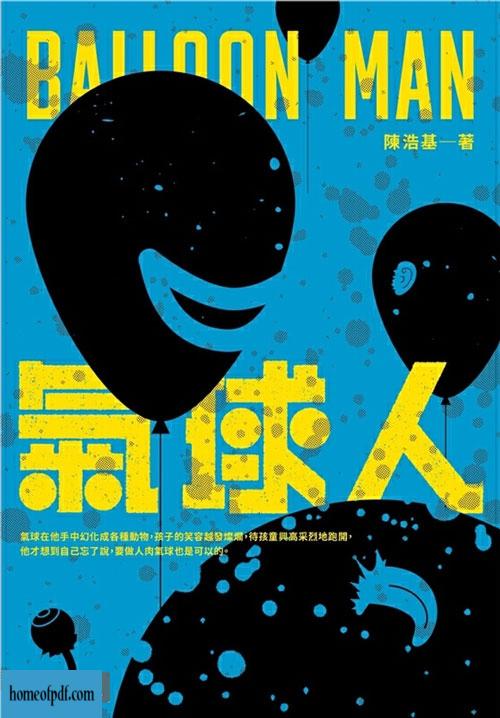 BALLOON MAN
陳浩基─著
氣球人
氣球在他手中幻化成各種動物,孩子的笑容越發燦爛,待孩童興高采烈地跑開,
他才想到自己忘了說,要做人肉氣球也是可以的。
homeofpdf.com